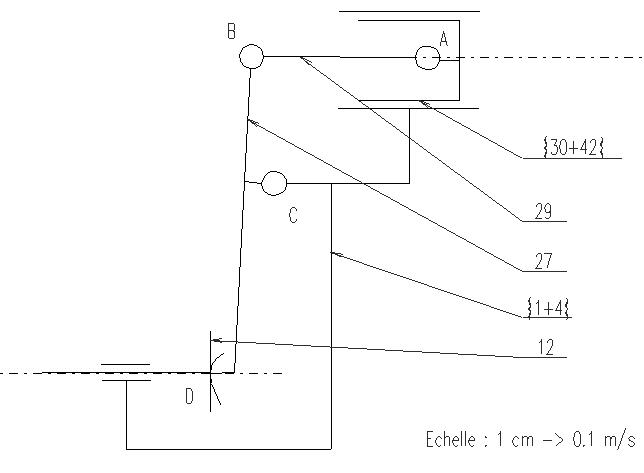 B
A
{30+42{
29
C
27
{1+4{
12
D
Echelle : 1 cm -> 0.1 m/s